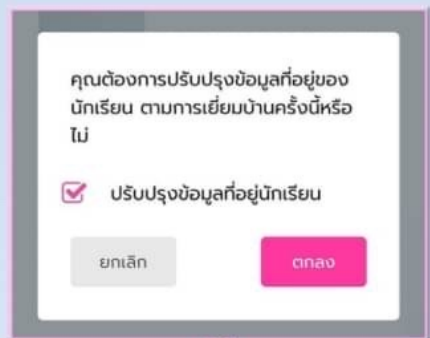 คุณต้องการปรับปรุงข้อมูลที่อยู่ของ
นักเรียน ตามการเยี่ยมบ้านครั้งนี้หรือ
ไม่
ปรับปรุงข้อมูลที่อยู่นักเรียน
ยกเลิก
ตกลง